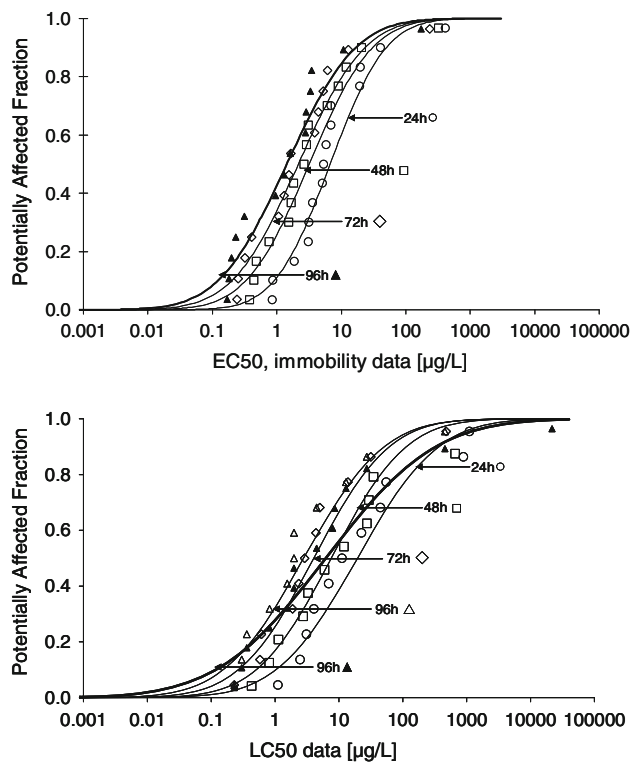 Potentially Affected Fraction
1.0
0.8
0.6
0.4
0.2
0.0
24h
48h
72h
96h
0.001 0.01 0.1 1 10 100 1000 10000 100000
EC50, immobility data [µg/L]
Potentially Affected Fraction
1.0
0.8
0.6
0.4
0.2
0.0
24h
48h
72h
96h
96h
0.001 0.01 0.1 1 10 100 1000 10000 100000
LC50 data [µg/L]